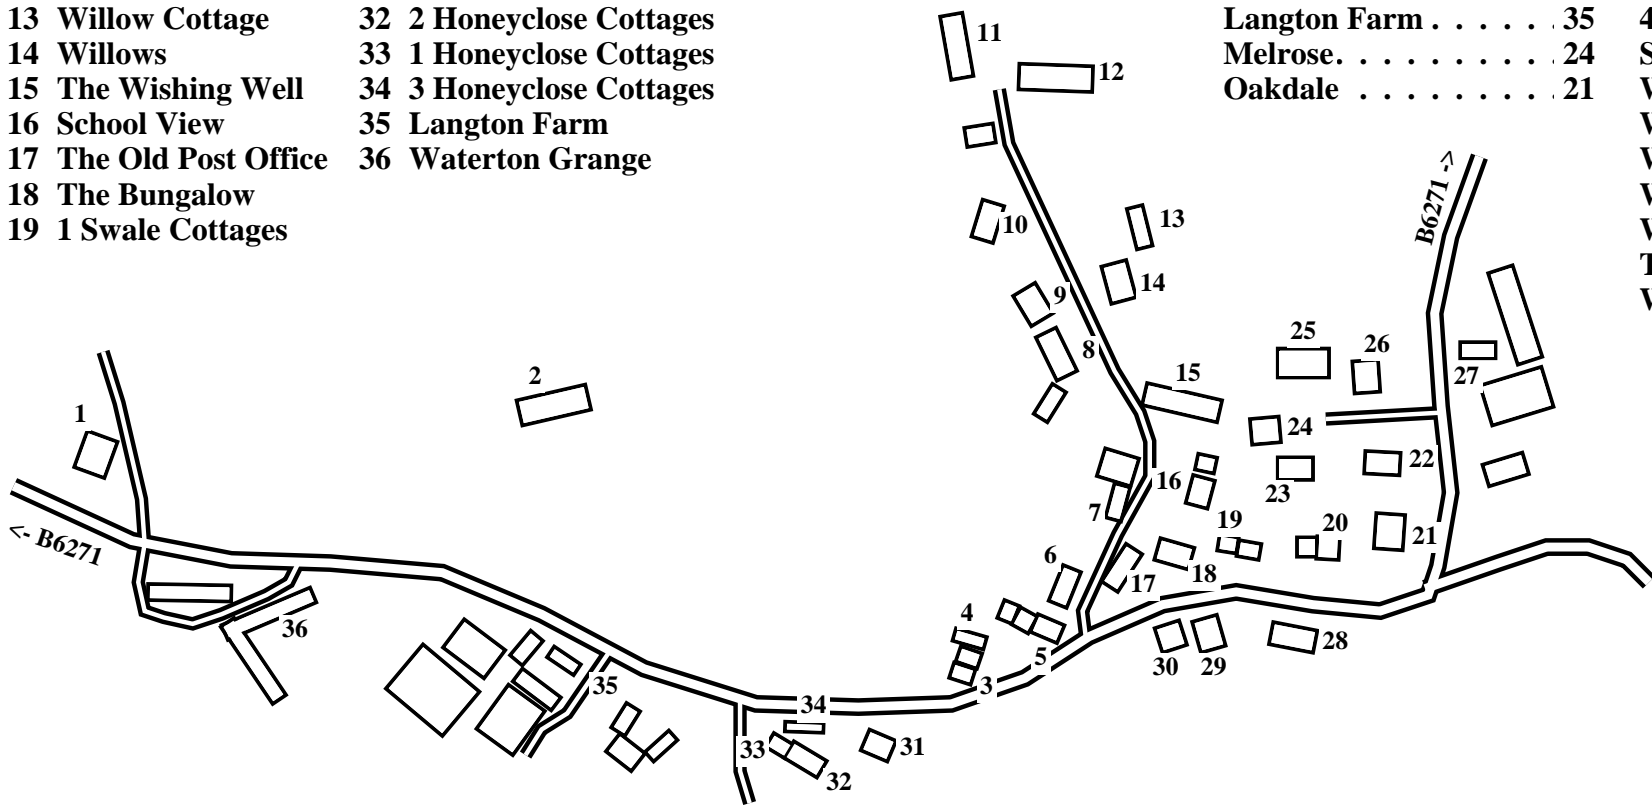 13 Willow Cottage
14 Willows
15 The Wishing Well
16 School View
17 The Old Post Office
18 The Bungalow
19 1 Swale Cottages
32 2 Honeyclose Cottages
33 1 Honeyclose Cottages
34 3 Honeyclose Cottages
35 Langton Farm
36 Waterton Grange
Langton Farm . . . . . . 35
Melrose. . . . . . . . . . 24
Oakdale . . . . . . . . . 21
4
S
V
T
11
12
10
13
14
9
8
B6271 ->
25
26
27
15
2
1
24
22
23
16
7
19
20
21
<- B6271
6
17
18
4
36
5
30
29
28
35
3
34
33
31
32